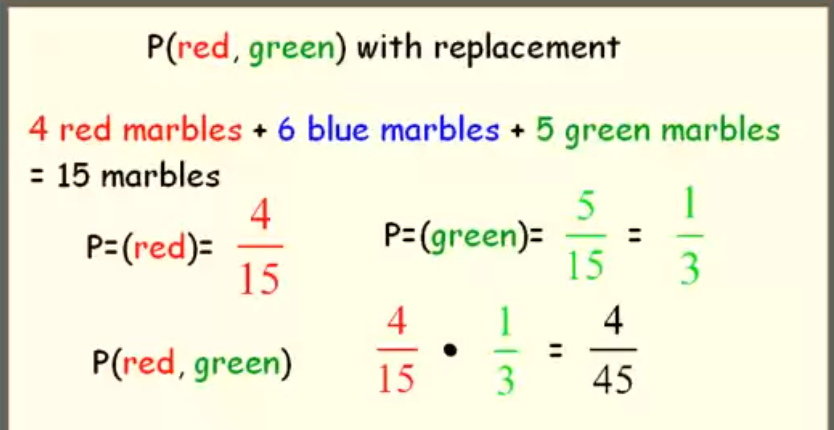 P(red, green) with replacement
4 red marbles + 6 blue marbles + 5 green marbles
= 15 marbles
P=(red)= 4/15 P=(green)= 5/15 = 1/3
P(red, green) 4/15 • 1/3 = 4/45